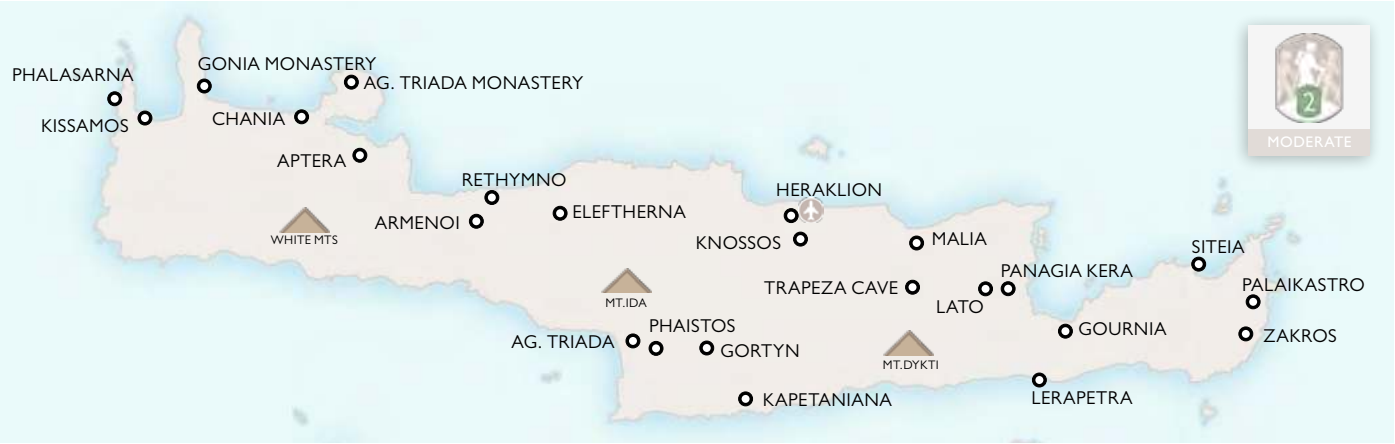 GONIA MONASTERY
PHALASARNA
AG. TRIADA MONASTERY
KISSAMOS
CHANIA
APTERA
2
MODERATE
RETHYMNO
HERAKLION
ARMENOI
ELEFTHERNA
WHITE MTS
KNOSSOS
MALIA
SITEIA
PANAGIA KERA
TRAPEZA CAVE
PALAIKASTRO
MT.IDA
LATO
PHAISTOS
GOURNIA
ZAKROS
AG. TRIADA
GORTYN
MT.DYKTI
KAPETANIANA
LERAPETRA